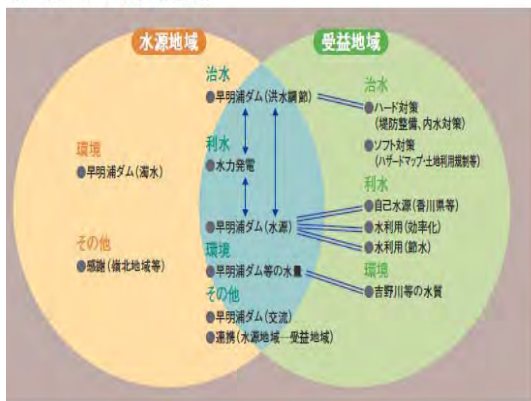 水源地域
受益地域
環境
●早明浦ダム(濁水)
その他
●感謝(嶺北地域等)
治水
●早明浦ダム(洪水調節)
利水
●水力発電
●早明浦ダム(水源)
環境
●早明浦ダム等の水量
その他
●早明浦ダム(交流)
●連携(水源地域―受益地域)
治水
●ハード対策
(堤防整備、内水対策)
●ソフト対策
(ハザードマップ・土地利用規制等)
利水
●自己水源(香川県等)
●水利用(効率化)
●水利用(節水)
環境
●吉野川等の水質